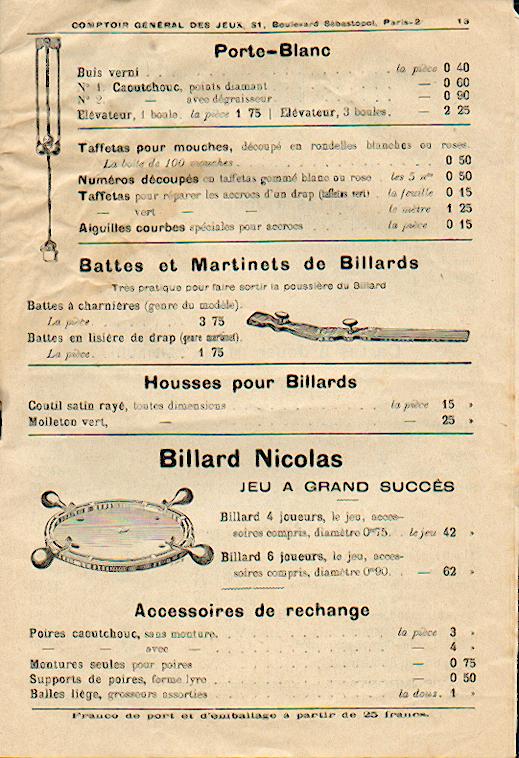 COMPTOIR GÉNÉRAL DES JEUX, 51, Boulevard Sébastopol, Paris-2ᵉ 13
Porte-Blanc
Buis verni . . . la pièce 0 40
N° 1. Caoutchouc, points diamant — 0 60
N° 2. — avec dégraisseur. — 0 90
Elévateur, 1 boule. la pièce 1 75 | Elévateur, 3 boules. 2 25
Taffetas pour mouches, découpé en rondelles blanches ou roses.
La boîte de 100 mouches . . . 0 50
Numéros découpés en taffetas gommé blanc ou rose . les 5 nᵒˢ 0 50
Taffetas pour réparer les accrocs d'un drap (taffetas vert) . la feuille 0 15
— vert — — le mètre 1 25
Aiguilles courbes spéciales pour accrocs . . . la pièce 0 15
Battes et Martinets de Billards
Très pratique pour faire sortir la poussière du Billard
Battes à charnières (genre du modèle).
La pièce . . . 3 75
Battes en lisière de drap (genre martinet).
La pièce. . . . 1 75
Housses pour Billards
Coutil satin rayé, toutes dimensions . . . la pièce 15 »
Molleton vert, — . . . — 25 »
Billard Nicolas
JEU A GRAND SUCCÈS
Billard 4 joueurs, le jeu, acces-
soires compris, diamètre 0ᵐ75. . le jeu 42 »
Billard 6 joueurs, le jeu, acces-
soires compris, diamètre 0ᵐ90. . — 62 »
Accessoires de rechange
Poires caoutchouc, sans monture. . . . la pièce 3 »
— — avec — . . . — 4 »
Montures seules pour poires . . . — 0 75
Supports de poires, forme lyre . . . — 0 50
Balles liège, grosseurs assorties . . . la douz. 1 »
Franco de port et d'emballage à partir de 25 francs.